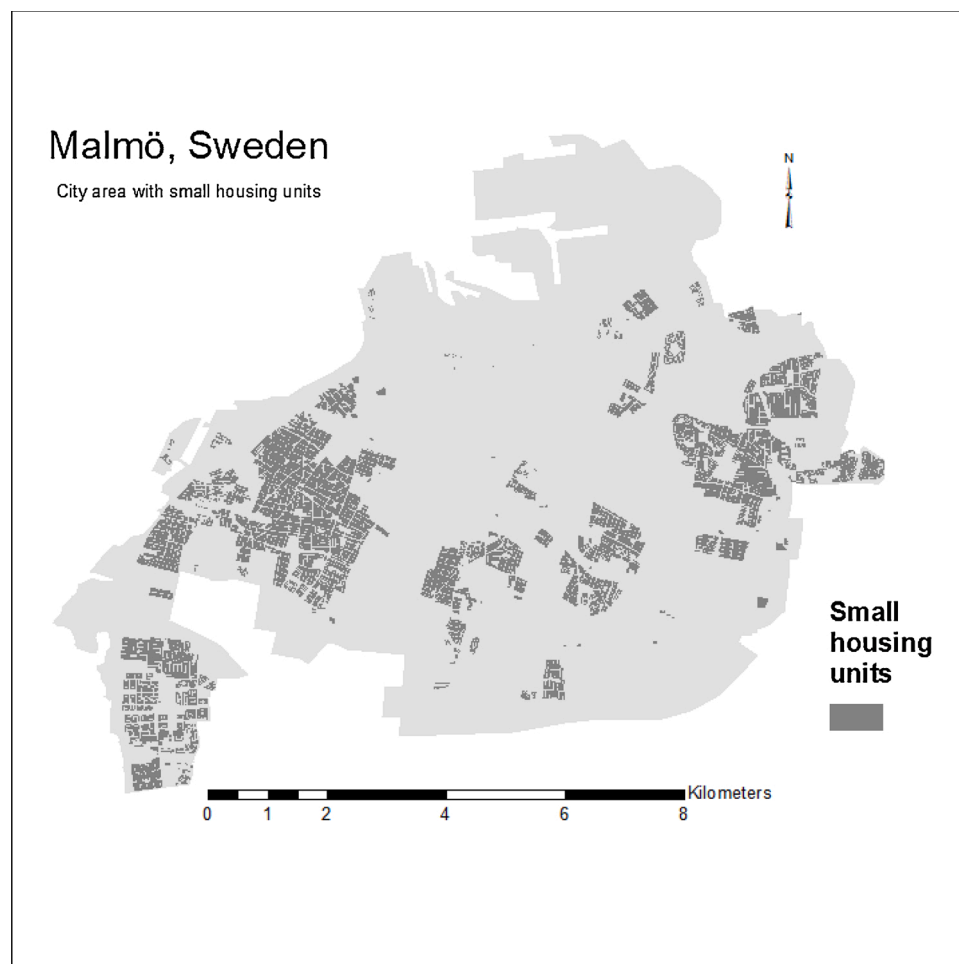 Malmö, Sweden
City area with small housing units
N
Small
housing
units
Kilometers
0 1 2 4 6 8